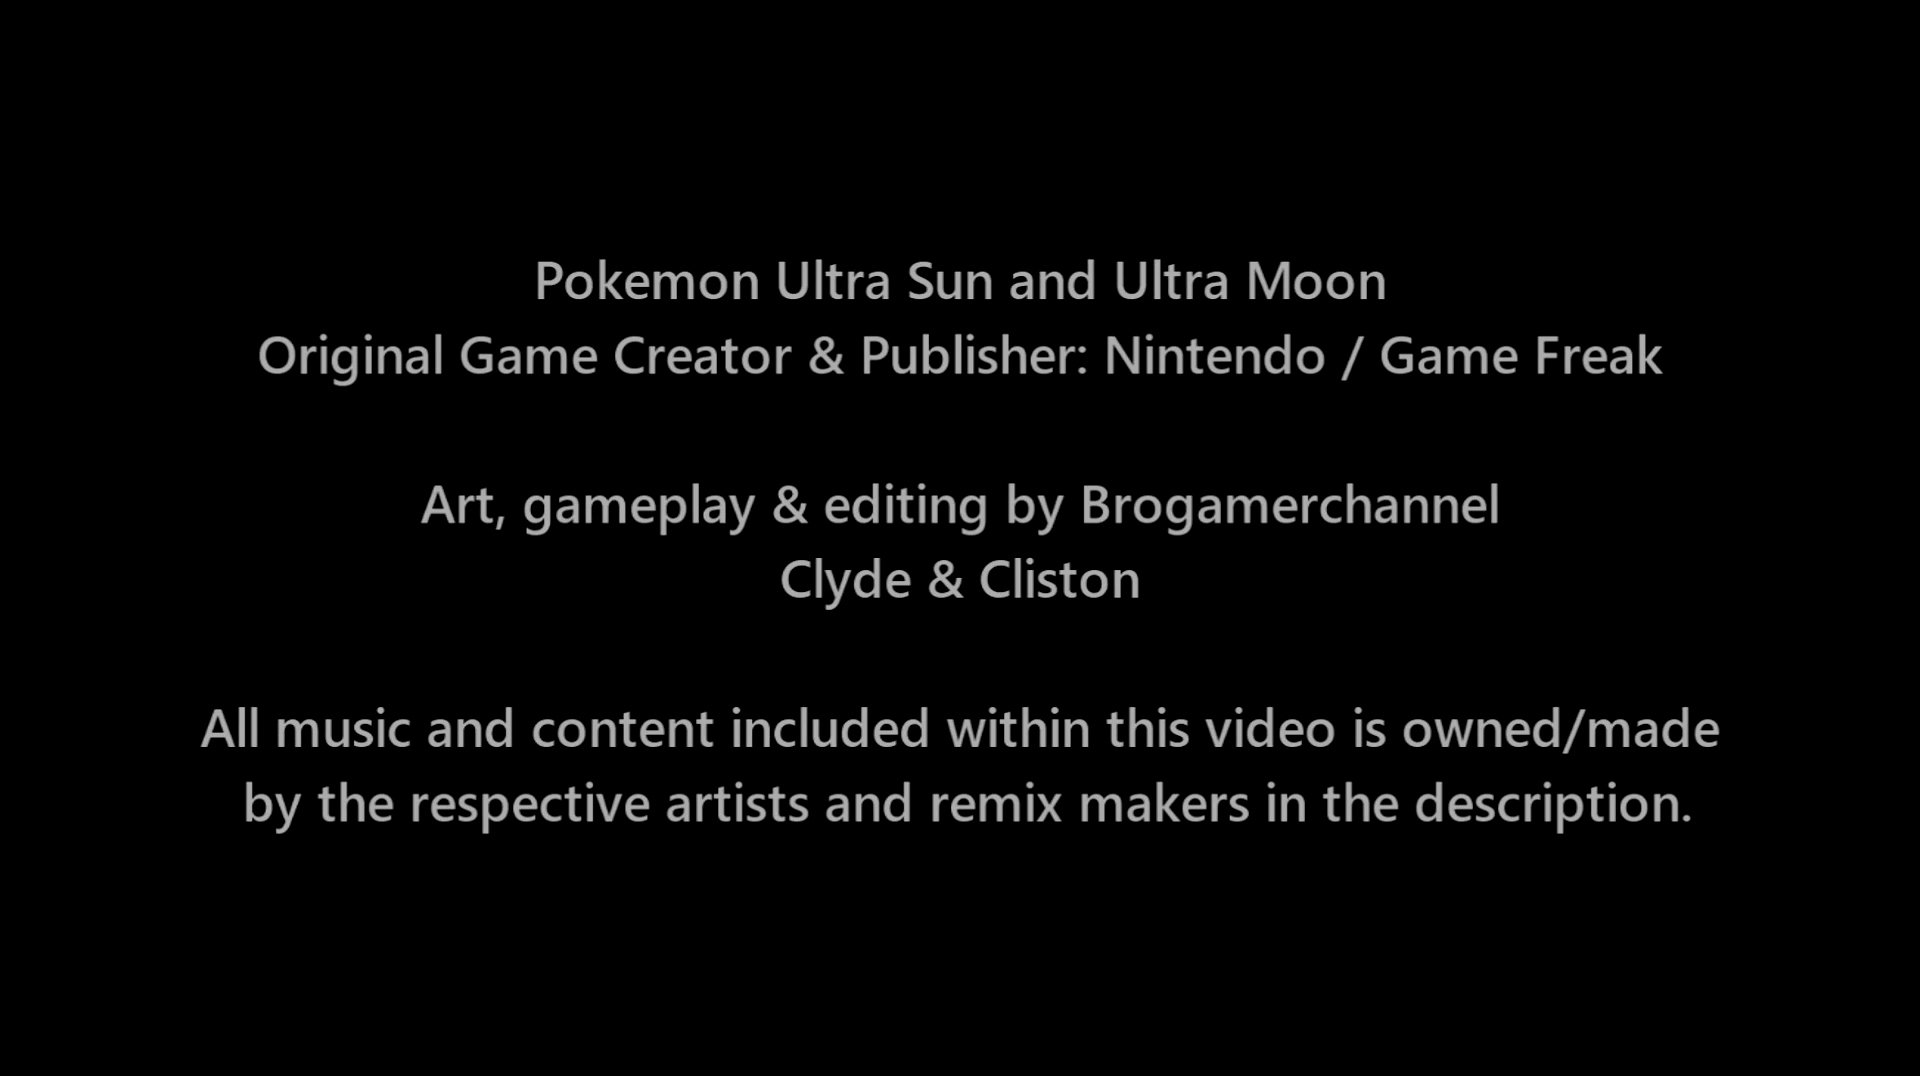 Pokemon Ultra Sun and Ultra Moon
Original Game Creator & Publisher: Nintendo / Game Freak
Art, gameplay & editing by Brogamerchannel
Clyde & Cliston
All music and content included within this video is owned/made
by the respective artists and remix makers in the description.